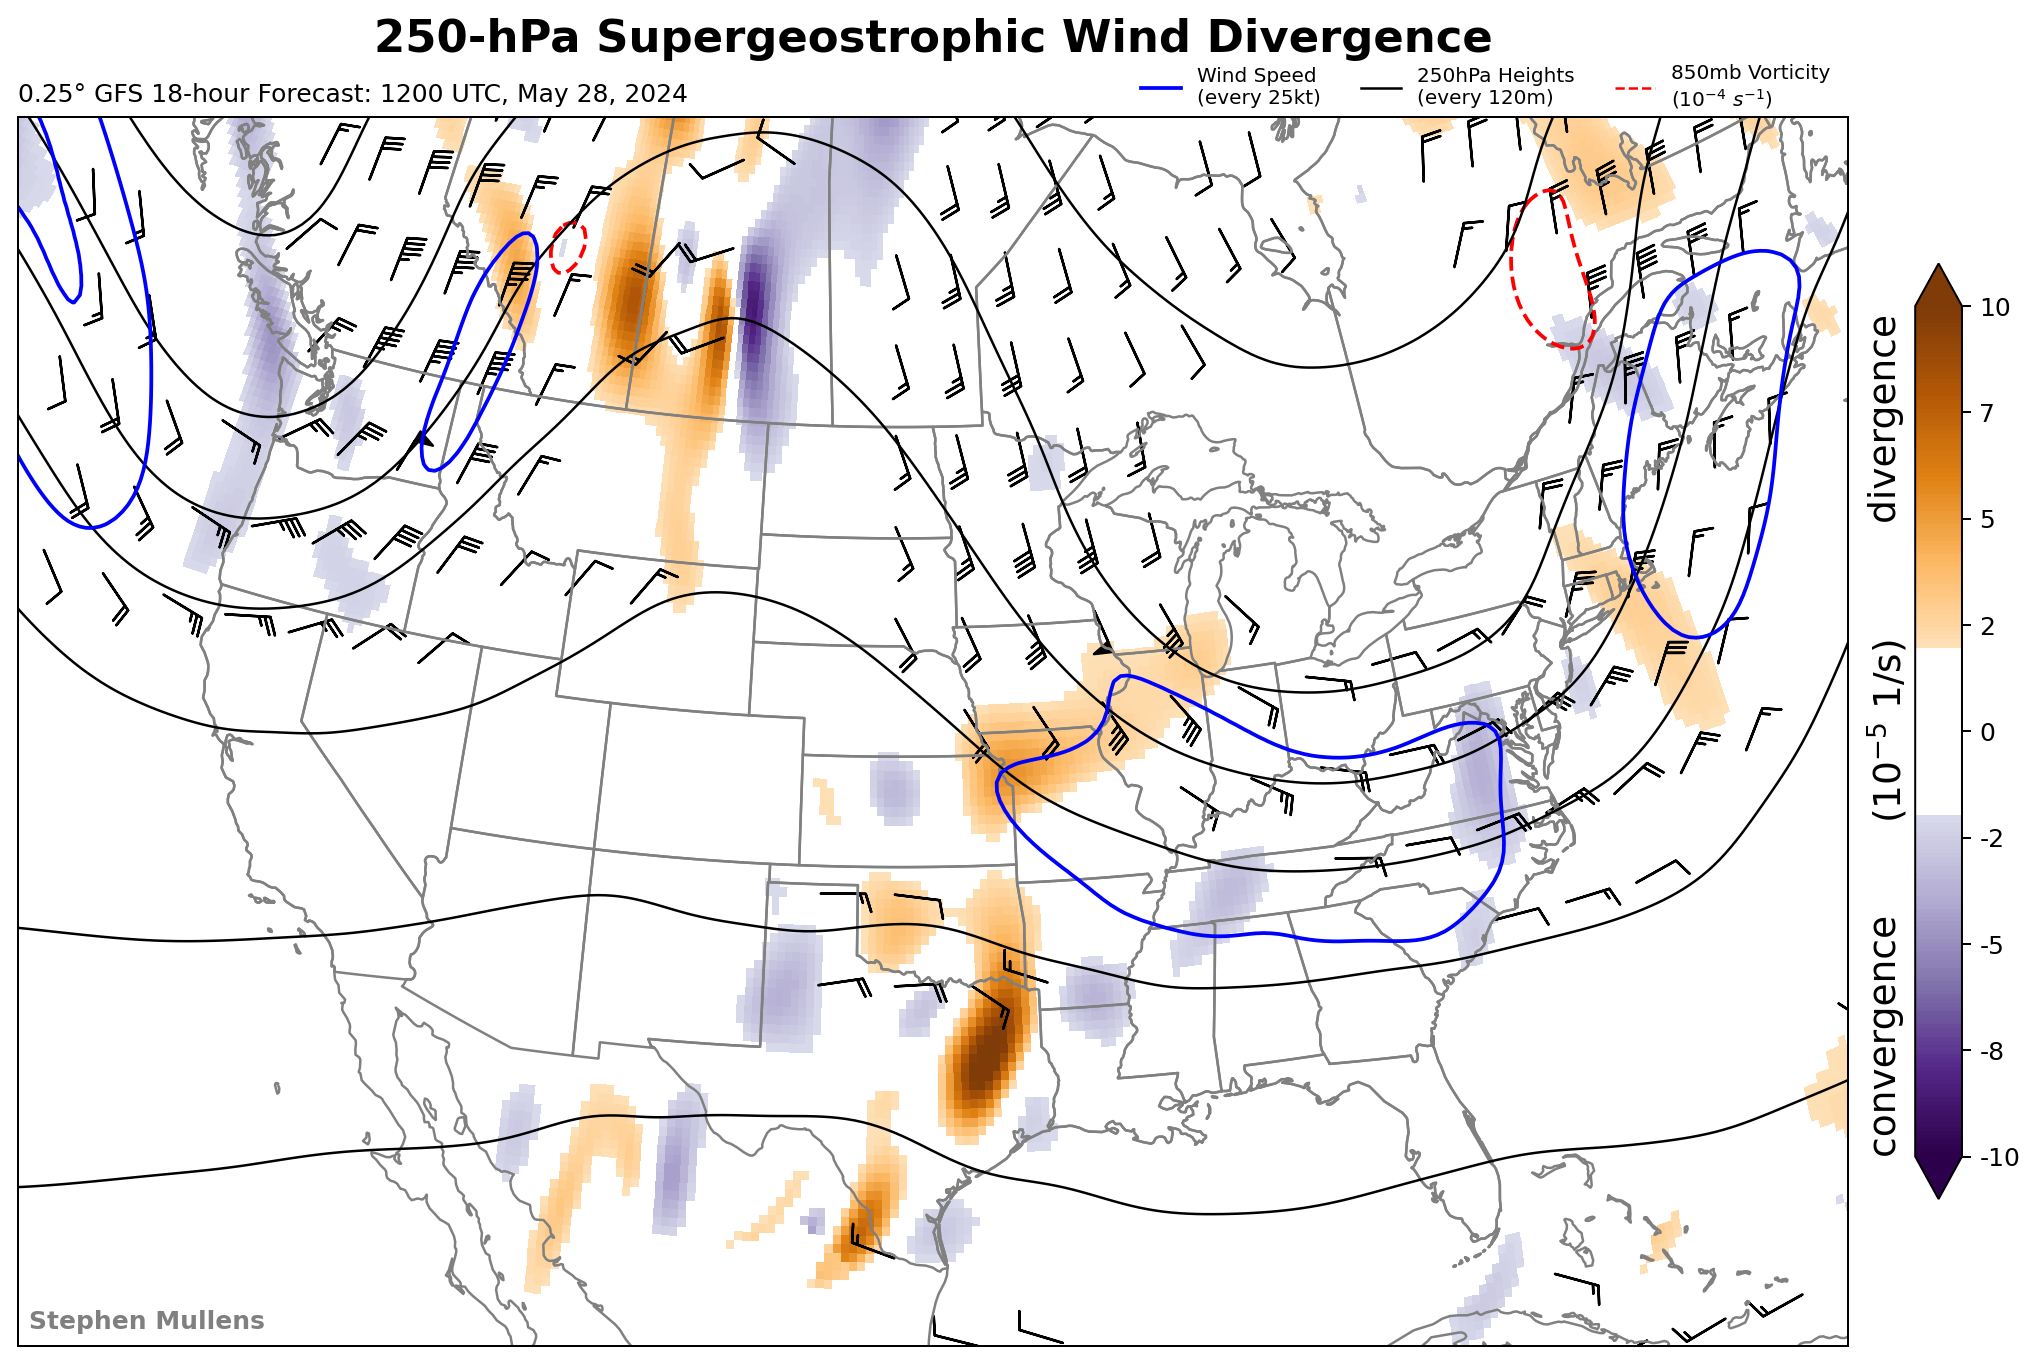 250-hPa Supergeostrophic Wind Divergence
0.25° GFS 18-hour Forecast: 1200 UTC, May 28, 2024
Wind Speed
(every 25kt)
250hPa Heights
(every 120m)
850mb Vorticity
(10⁻⁴ s⁻¹)
10
7
5
2
0
-2
-5
-8
-10
convergence (10⁻⁵ 1/s) divergence
Stephen Mullens